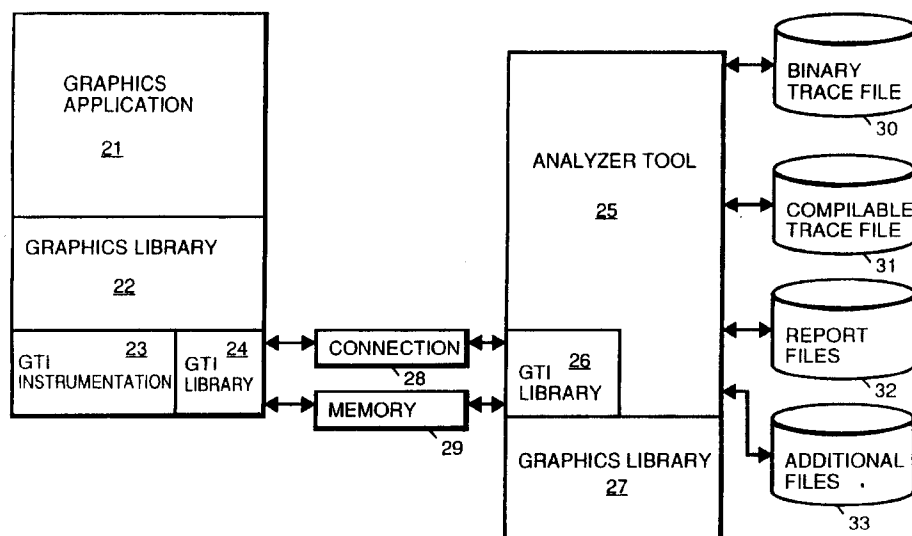 GRAPHICS
APPLICATION
21
GRAPHICS LIBRARY
22
23
GTI
INSTRUMENTATION
24
GTI
LIBRARY
CONNECTION
28
MEMORY
29
ANALYZER TOOL
25
26
GTI
LIBRARY
GRAPHICS LIBRARY
27
BINARY
TRACE FILE
30
COMPILABLE
TRACE FILE
31
REPORT
FILES
32
ADDITIONAL
FILES
33